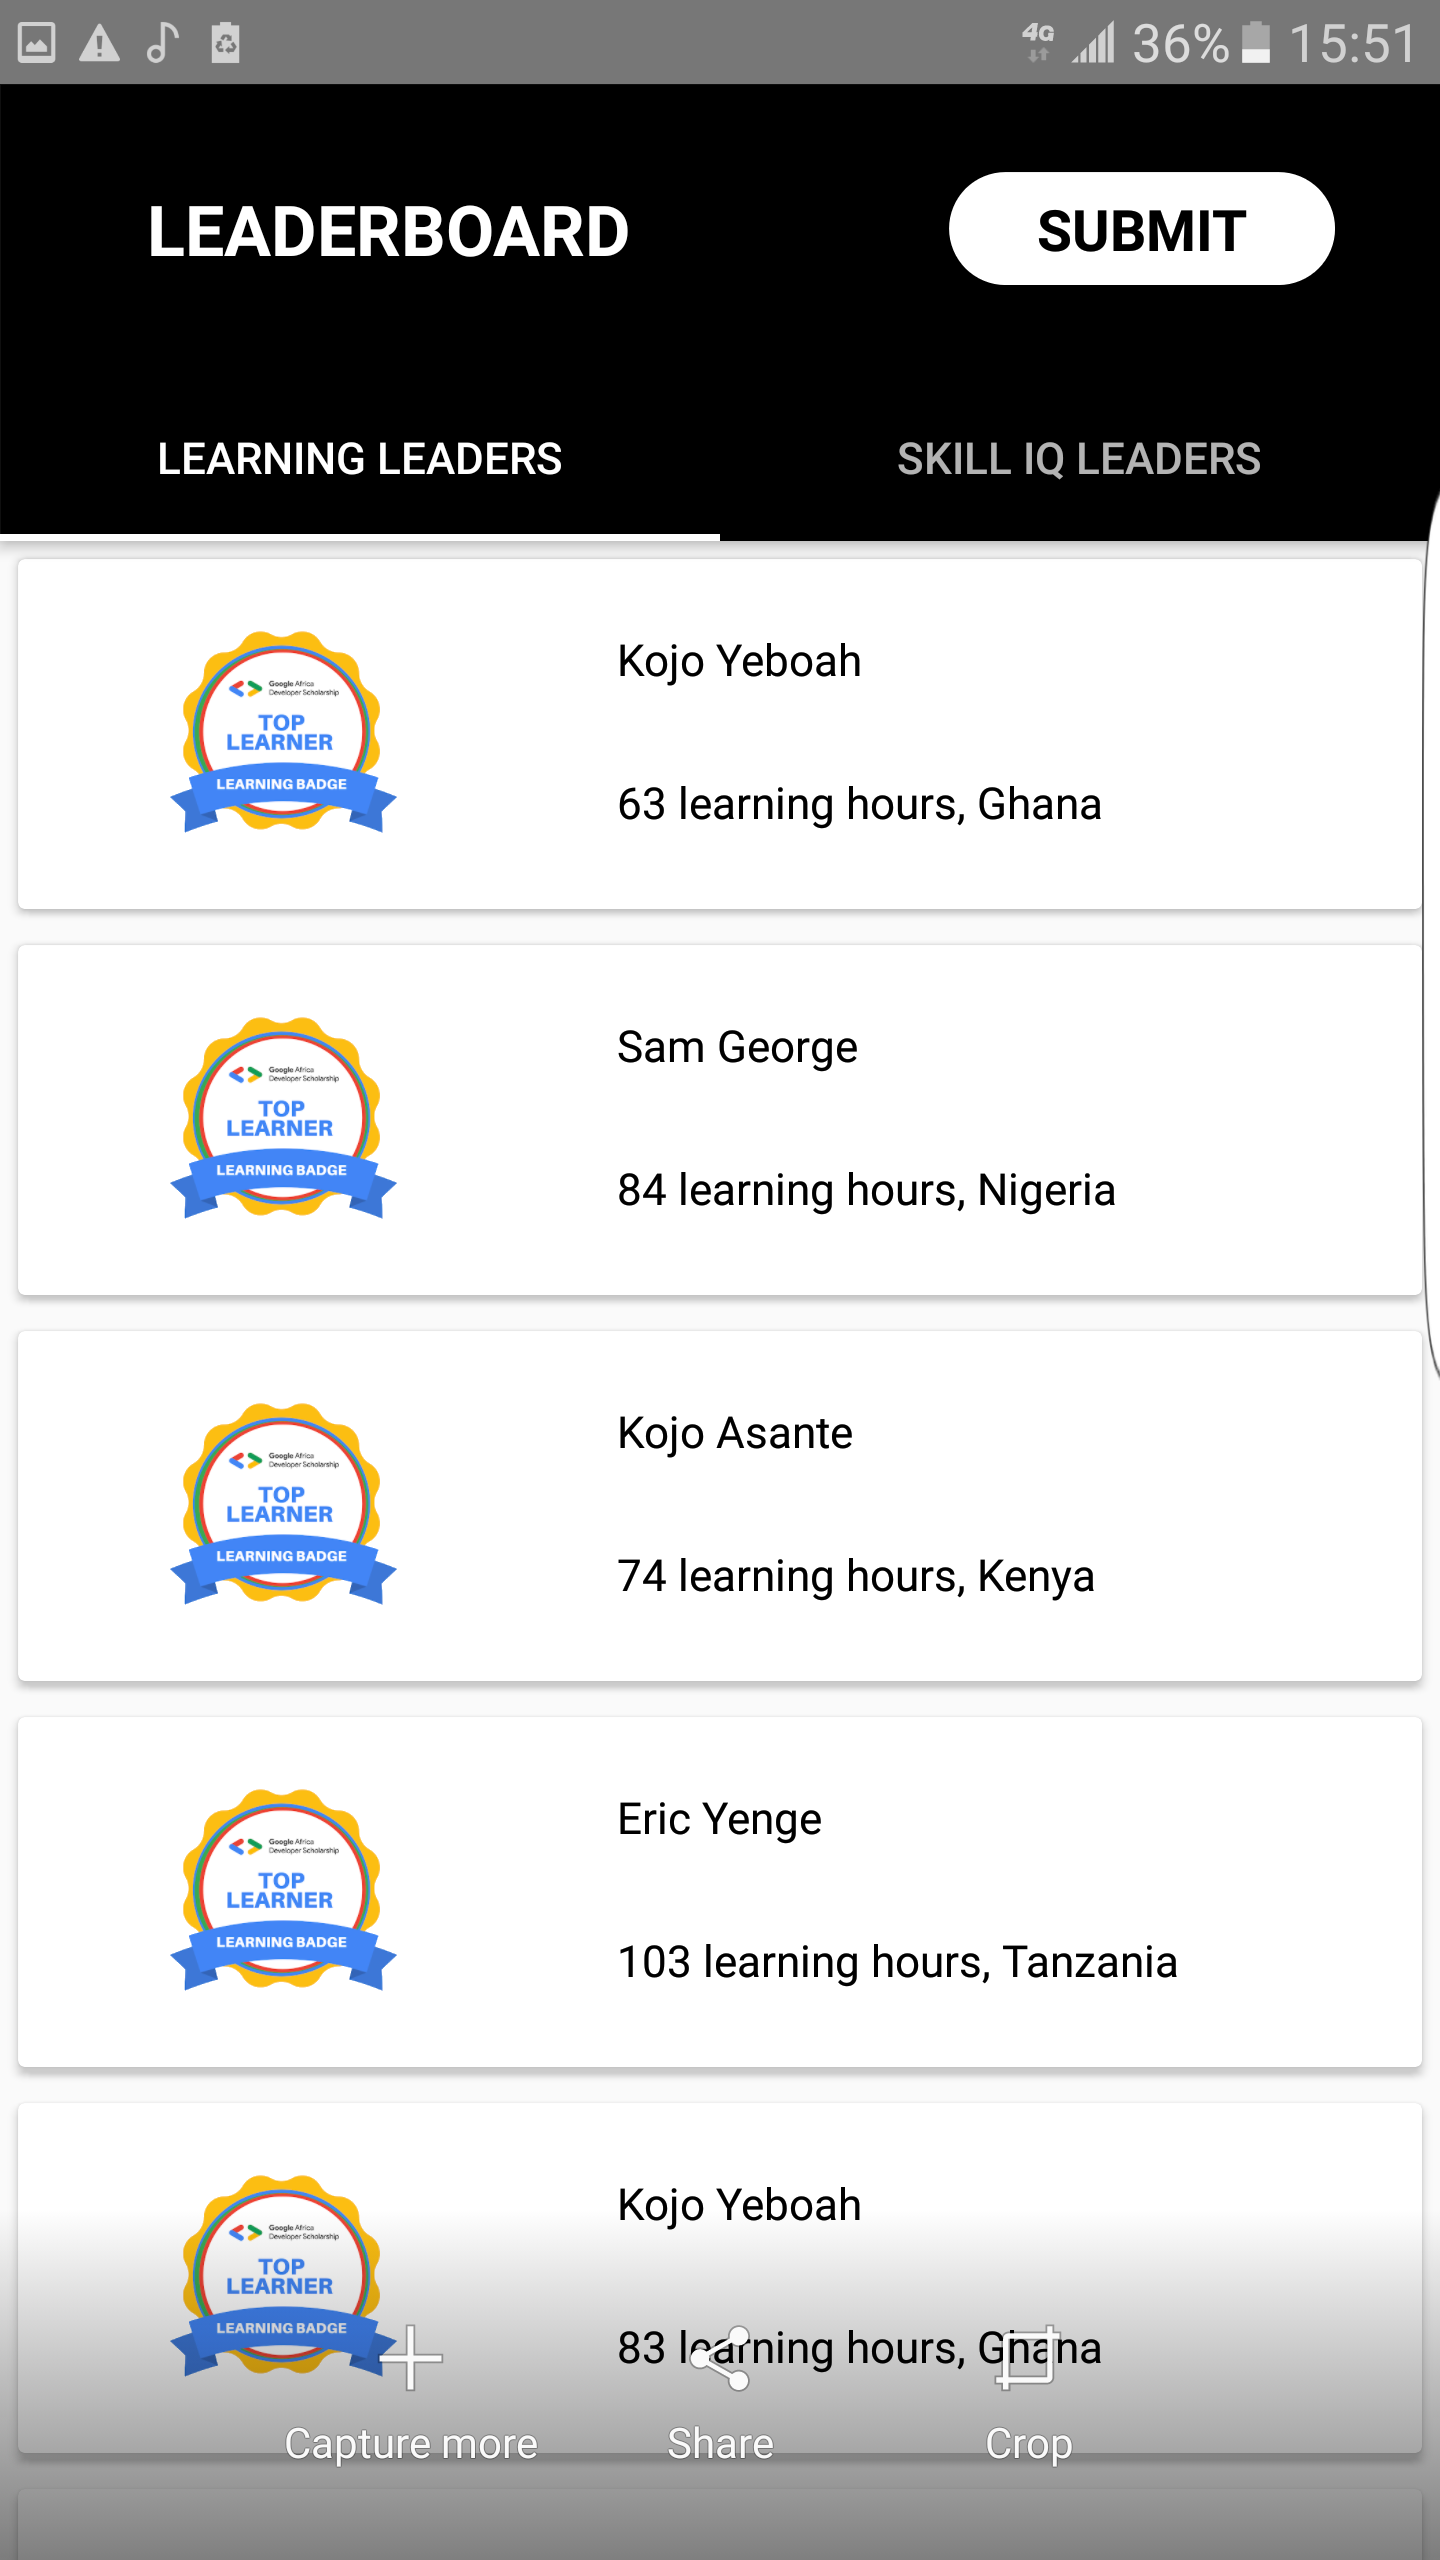 4G 36% 15:51
LEADERBOARD
SUBMIT
LEARNING LEADERS
SKILL IQ LEADERS
Google Africa
Developer Scholarship
TOP
LEARNER
LEARNING BADGE
Kojo Yeboah
63 learning hours, Ghana
Google Africa
Developer Scholarship
TOP
LEARNER
LEARNING BADGE
Sam George
84 learning hours, Nigeria
Google Africa
Developer Scholarship
TOP
LEARNER
LEARNING BADGE
Kojo Asante
74 learning hours, Kenya
Google Africa
Developer Scholarship
TOP
LEARNER
LEARNING BADGE
Eric Yenge
103 learning hours, Tanzania
Google Africa
Developer Scholarship
TOP
LEARNER
LEARNING BADGE
Kojo Yeboah
83 learning hours, Ghana
Capture more
Share
Crop